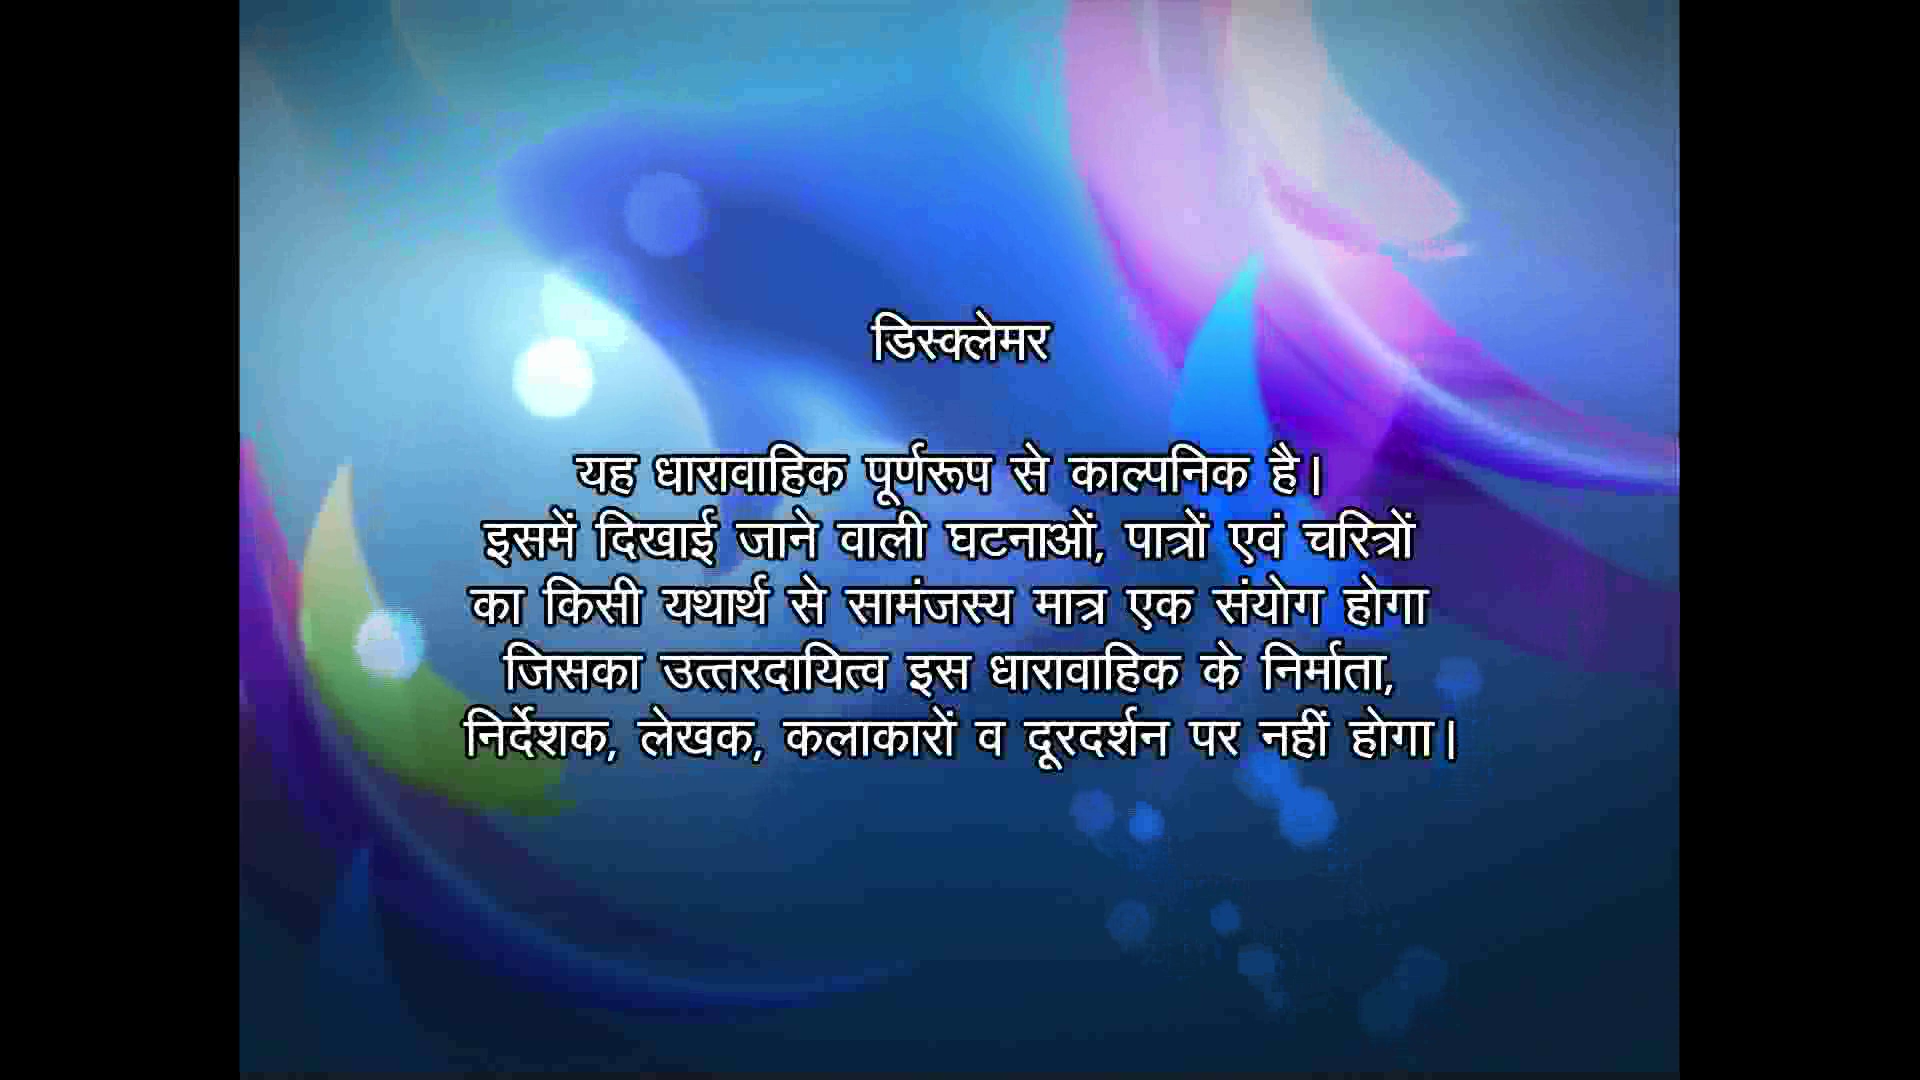 डिस्क्लेमर
यह धारावाहिक पूर्णरूप से काल्पनिक है।
इसमें दिखाई जाने वाली घटनाओं, पात्रों एवं चरित्रों
का किसी यथार्थ से सामंजस्य मात्र एक संयोग होगा
जिसका उत्तरदायित्व इस धारावाहिक के निर्माता,
निर्देशक, लेखक, कलाकारों व दूरदर्शन पर नहीं होगा।